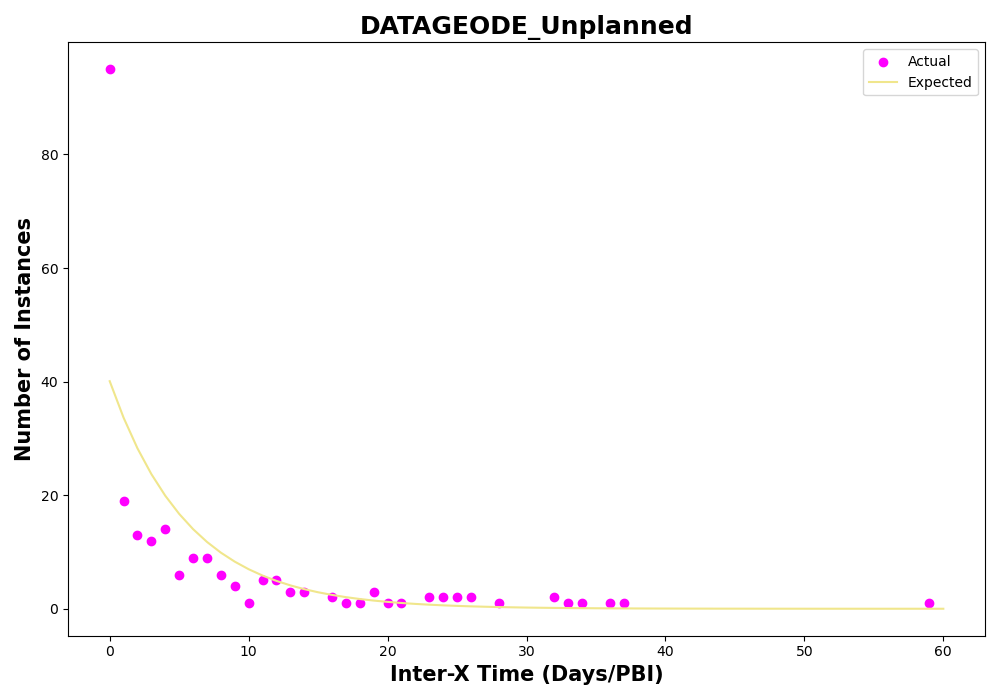 DATAGEODE_Unplanned
Actual
Expected
Number of Instances
80
60
40
20
0
0 10 20 30 40 50 60
Inter-X Time (Days/PBI)